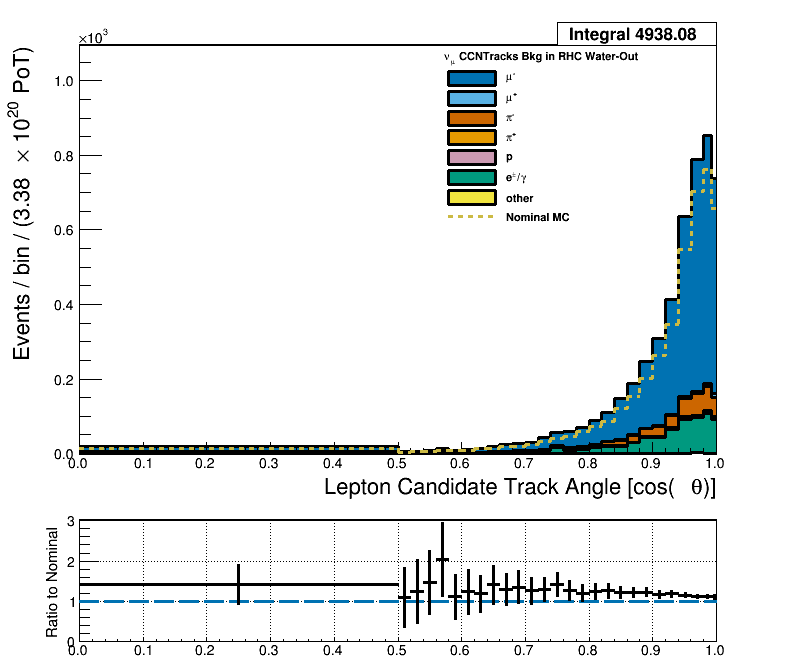 Integral 4938.08
×10³
ν_μ CCNTracks Bkg in RHC Water-Out
μ⁻
μ⁺
π⁻
π⁺
p
e^±/γ
other
Nominal MC
Events / bin / (3.38 × 10²⁰ PoT)
1.0
0.8
0.6
0.4
0.2
0.0
0.0 0.1 0.2 0.3 0.4 0.5 0.6 0.7 0.8 0.9 1.0
Lepton Candidate Track Angle [cos( θ)]
Ratio to Nominal
3
2
1
0
0.0 0.1 0.2 0.3 0.4 0.5 0.6 0.7 0.8 0.9 1.0